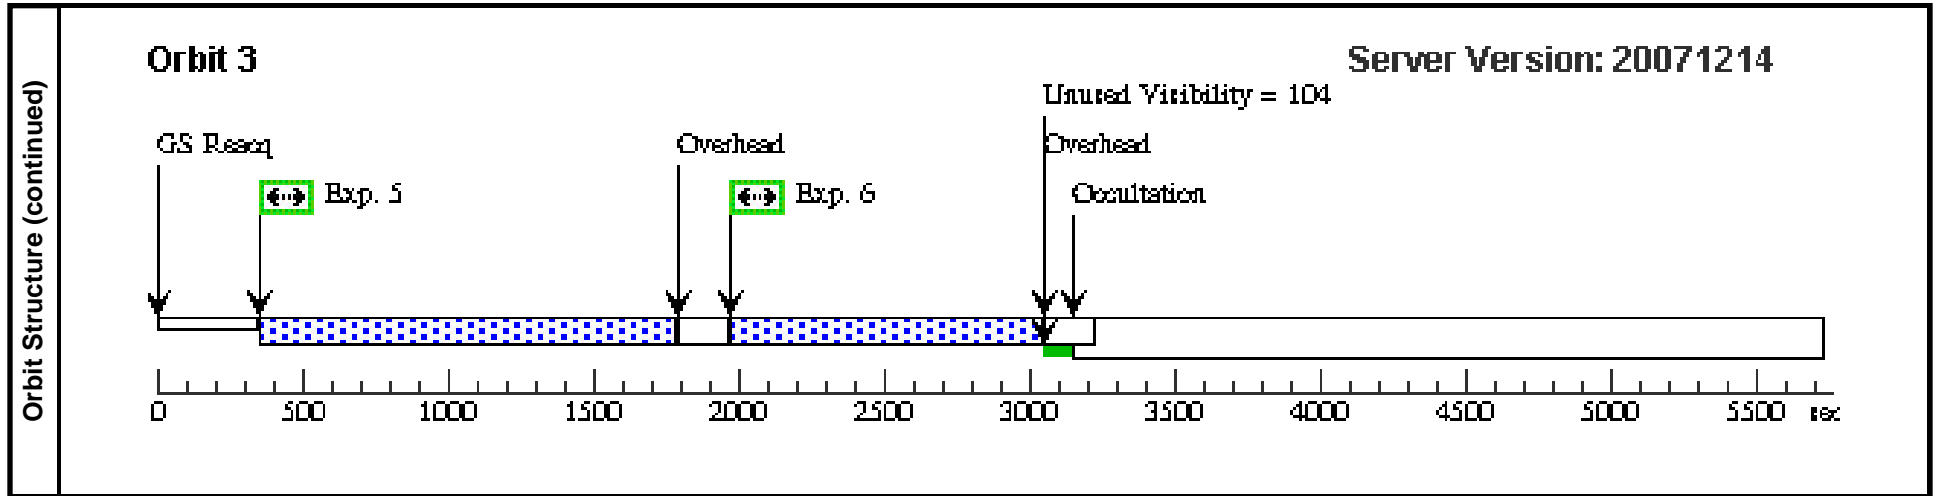 Orbit Structure (continued)
Orbit 3
Server Version: 20071214
Unused Visibility = 104
GS Reacq
Overhead
Overhead
Exp. 5
Exp. 6
Occultation
0 500 1000 1500 2000 2500 3000 3500 4000 4500 5000 5500 sec